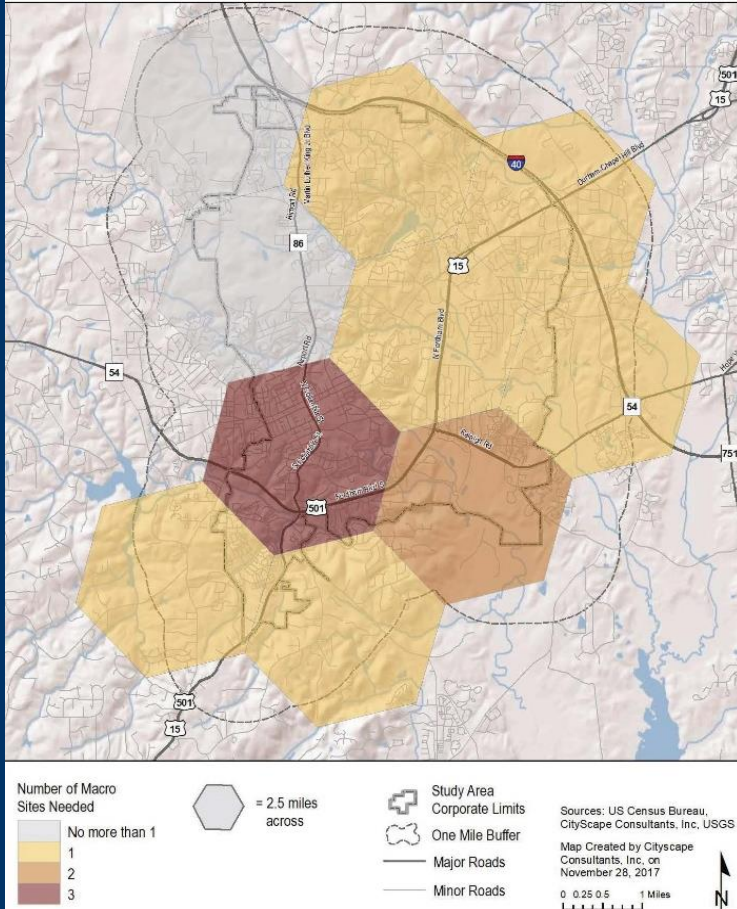 501
15
40
Durham-Chapel Hill Blvd
Martin Luther King Jr Blvd
Airport Rd
86
15
N Fordham Blvd
Airport Rd
54
54
751
Raleigh Rd
501
501
15
Number of Macro
Sites Needed
No more than 1
1
2
3
= 2.5 miles
across
Study Area
Corporate Limits
One Mile Buffer
Major Roads
Minor Roads
Sources: US Census Bureau,
CityScape Consultants, Inc, USGS
Map Created by Cityscape
Consultants, Inc. on
November 28, 2017
0 0.25 0.5 1 Miles
N